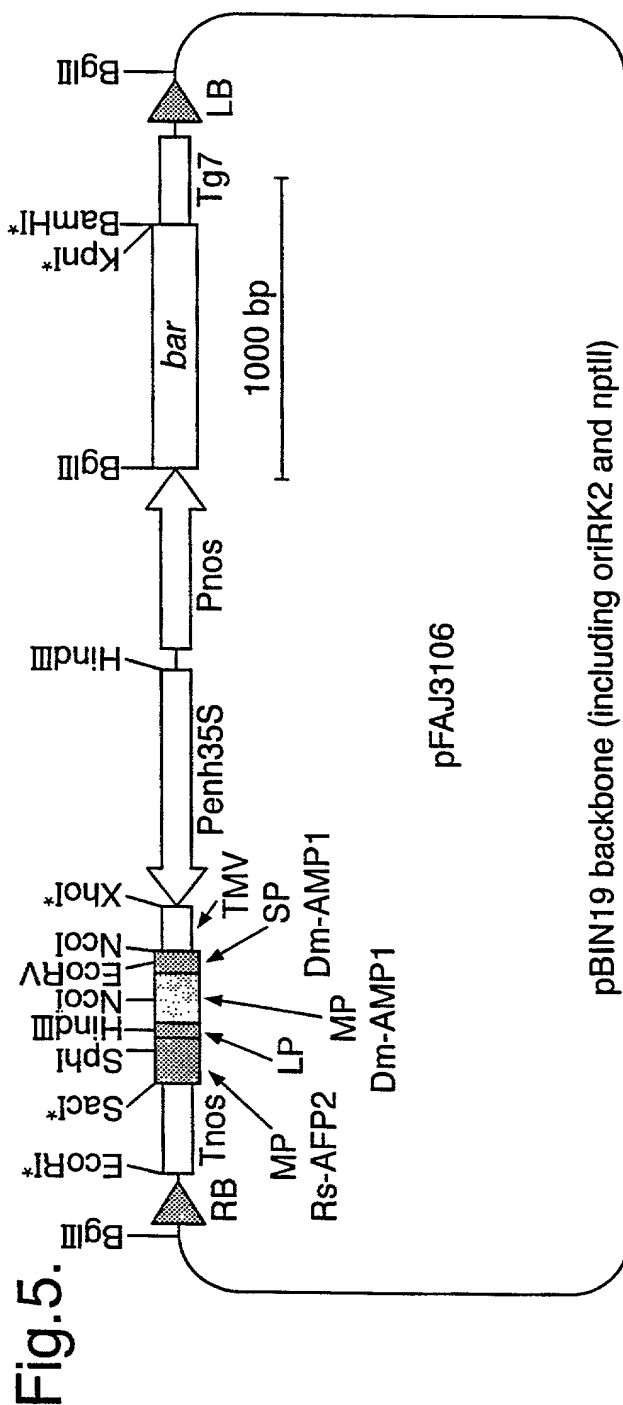 Fig.5.
BglII
EcoRI*
SacI*
SphI
HindIII
NcoI
EcoRV
NcoI
XhoI*
HindIII
BglII
KpnI*
BamHI*
BglII
RB
Tnos
Penh35S
Pnos
bar
Tg7
LB
MP
Rs-AFP2
LP
MP
Dm-AMP1
SP
Dm-AMP1
TMV
1000 bp
pFAJ3106
pBIN19 backbone (including oriRK2 and nptII)